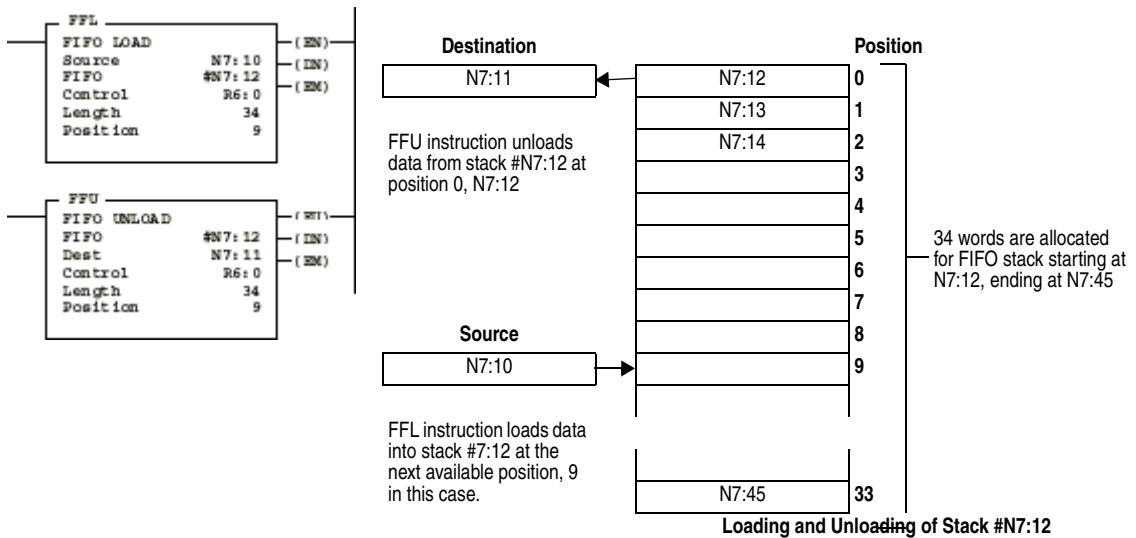 FFL
FIFO LOAD
Source N7:10
FIFO #N7:12
Control R6:0
Length 34
Position 9
(EN)
(DN)
(EM)
FFU
FIFO UNLOAD
FIFO #N7:12
Dest N7:11
Control R6:0
Length 34
Position 9
(EU)
(DN)
(EM)
Destination
N7:11
FFU instruction unloads
data from stack #N7:12 at
position 0, N7:12
Source
N7:10
FFL instruction loads data
into stack #7:12 at the
next available position, 9
in this case.
Position
N7:12 0
N7:13 1
N7:14 2
3
4
5
6
7
8
9
N7:45 33
34 words are allocated
for FIFO stack starting at
N7:12, ending at N7:45
Loading and Unloading of Stack #N7:12